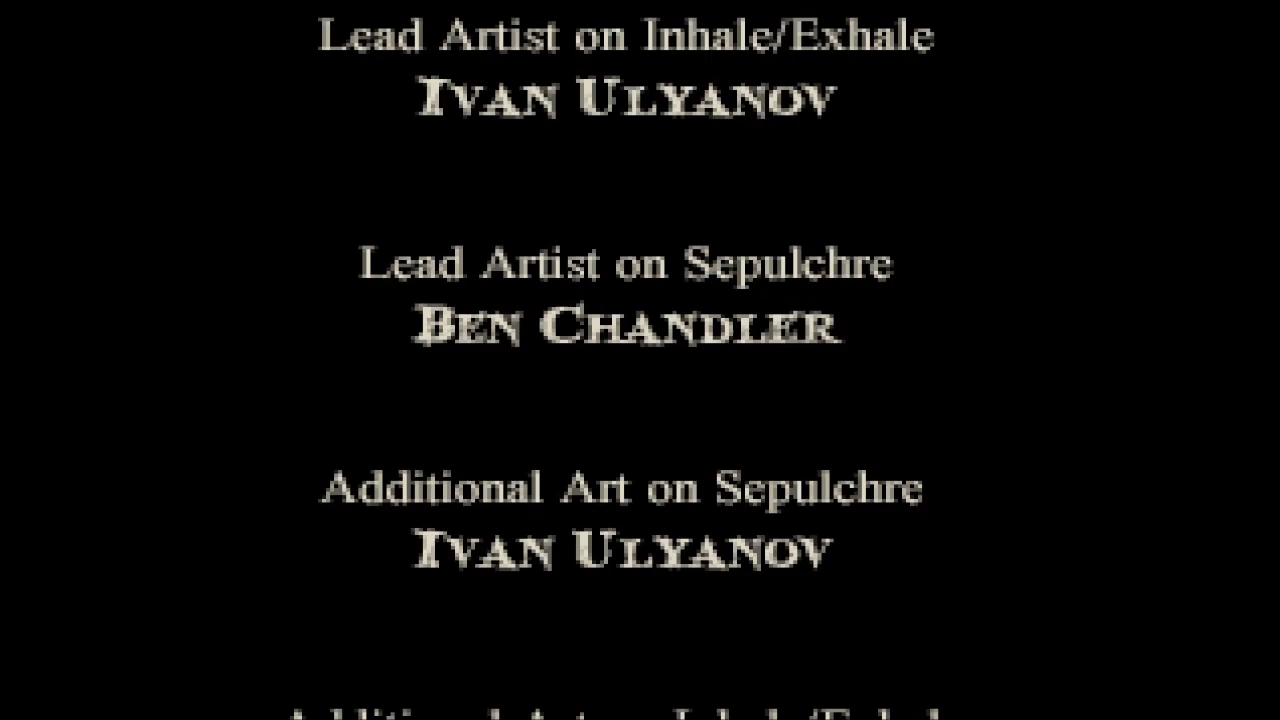 Lead Artist on Inhale/Exhale
IVAN ULYANOV
Lead Artist on Sepulchre
BEN CHANDLER
Additional Art on Sepulchre
IVAN ULYANOV